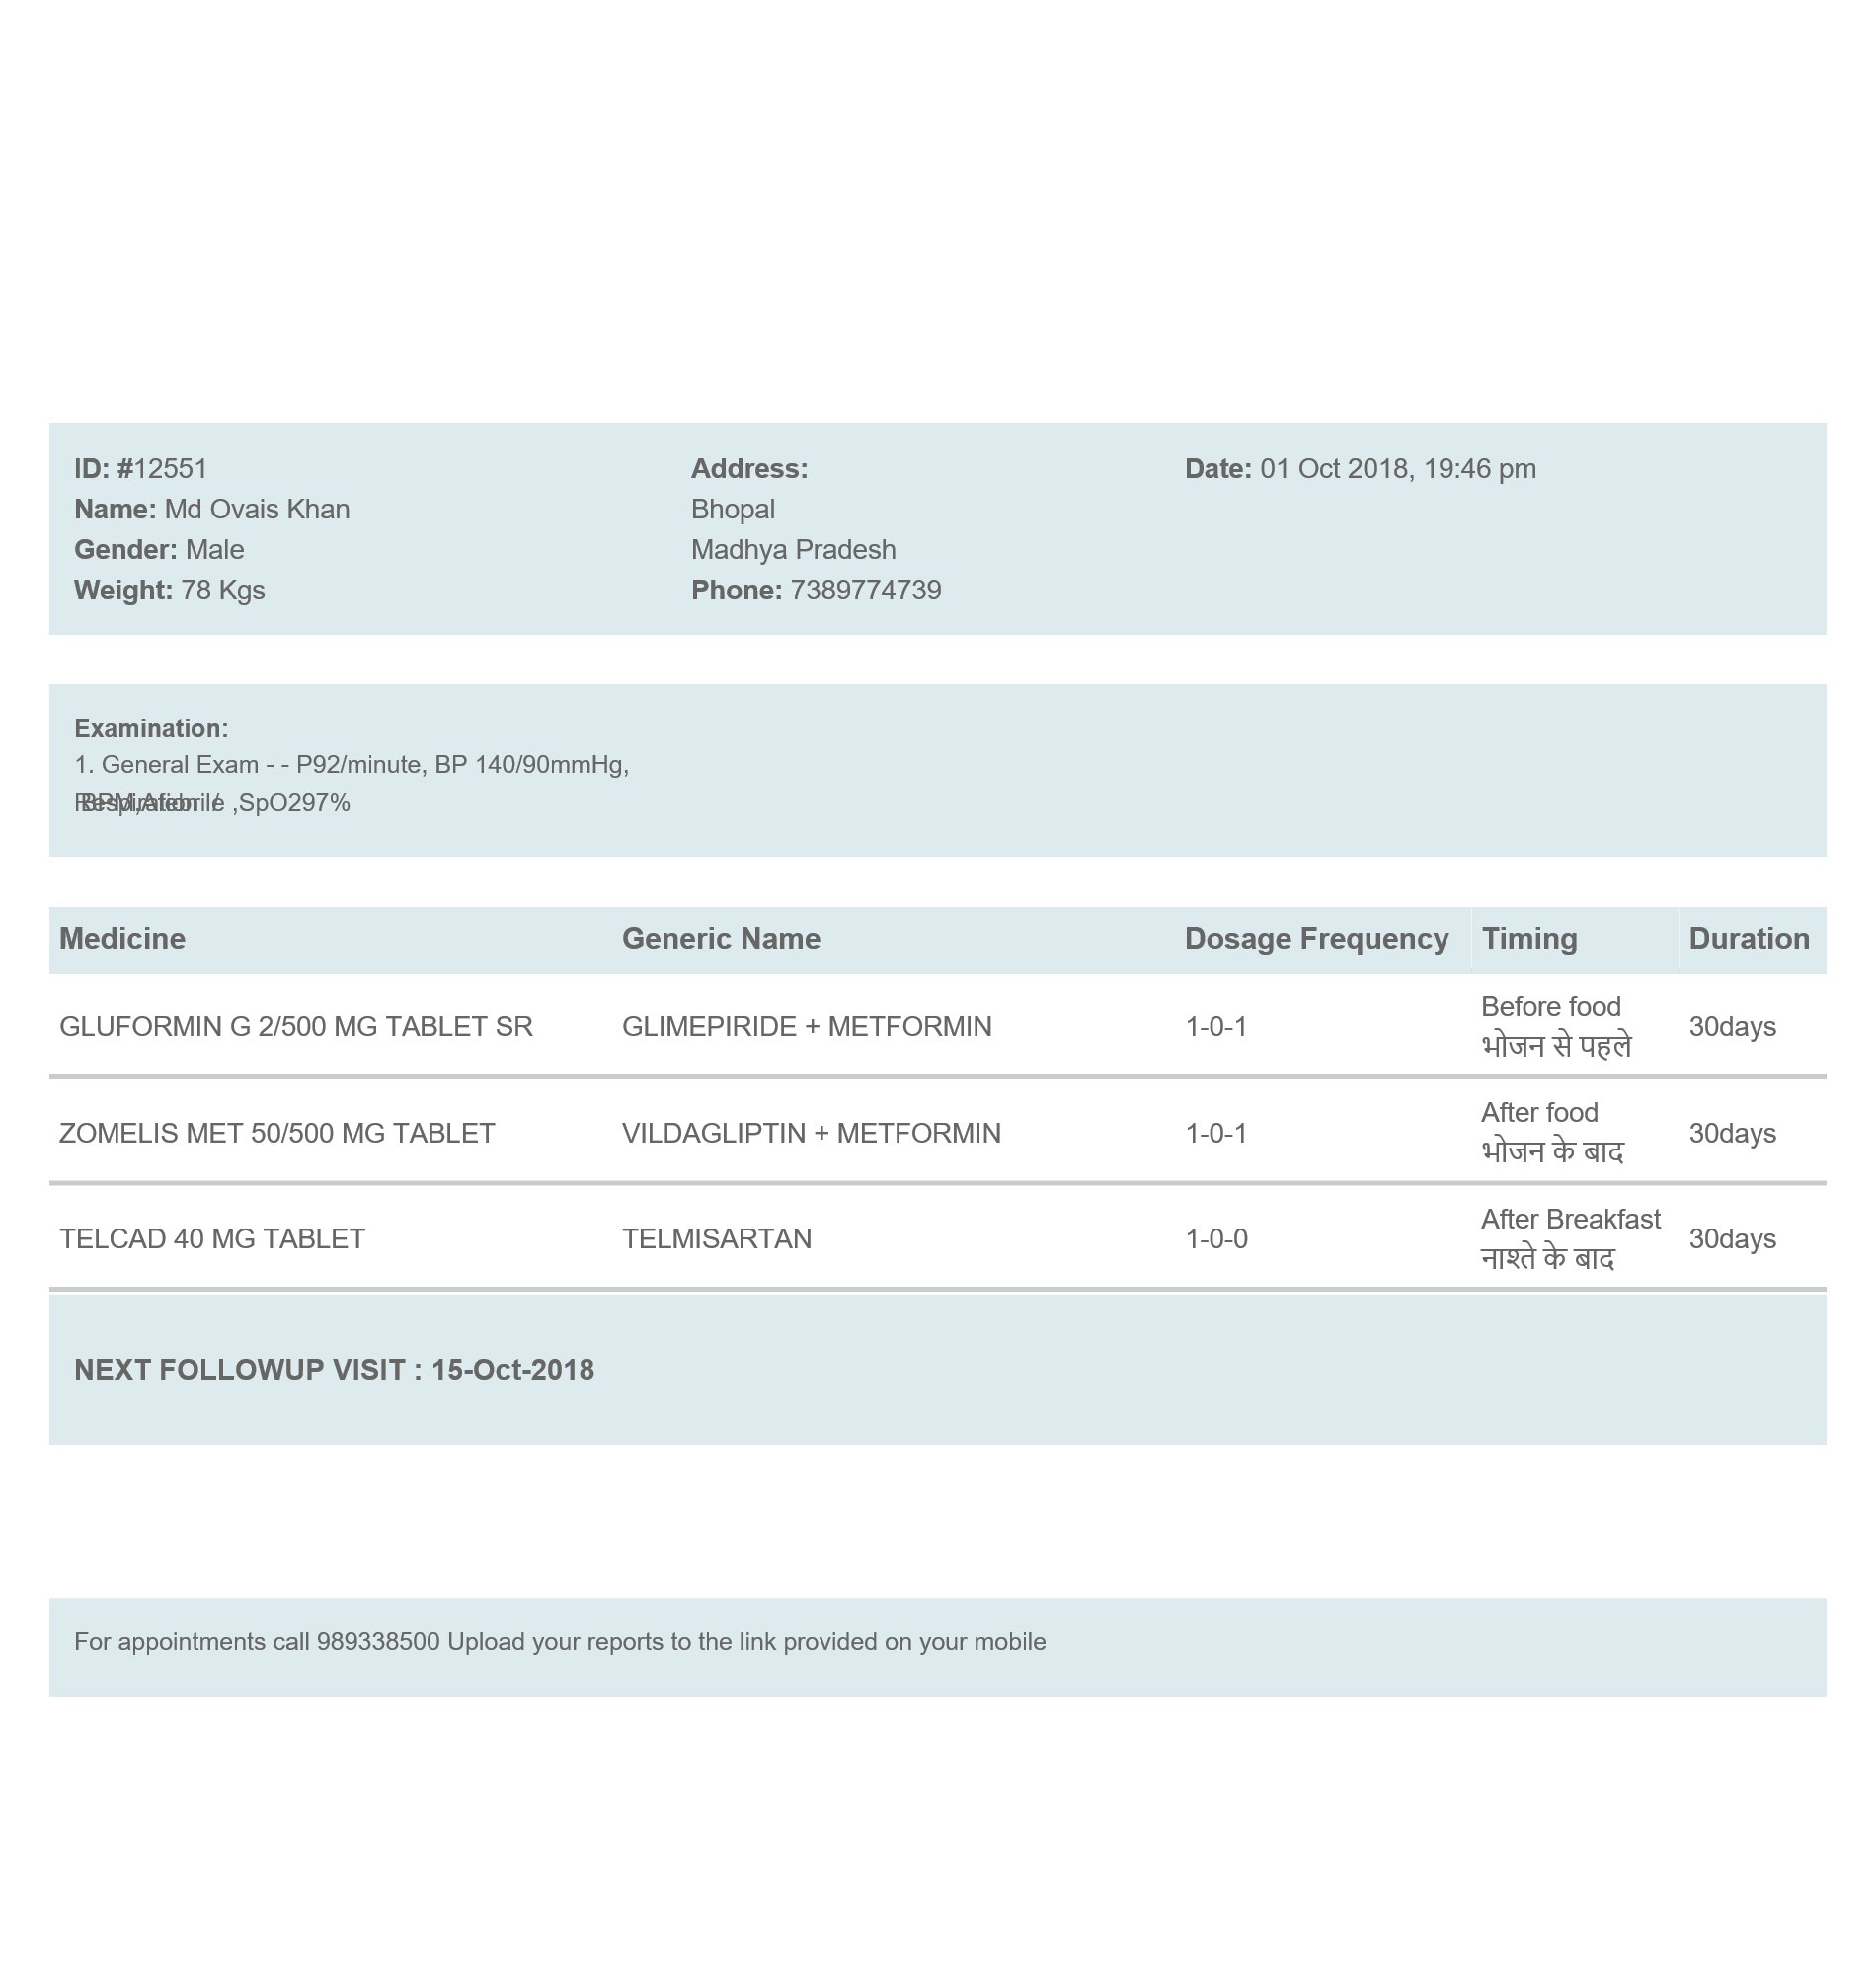 ID: #12551
Name: Md Ovais Khan
Gender: Male
Weight: 78 Kgs
Address:
Bhopal
Madhya Pradesh
Phone: 7389774739
Date: 01 Oct 2018, 19:46 pm
Examination:
1. General Exam - - P92/minute, BP 140/90mmHg,
,SpO297%
Medicine Generic Name Dosage Frequency Timing Duration
GLUFORMIN G 2/500 MG TABLET SR GLIMEPIRIDE + METFORMIN 1-0-1 Before food 30days
भोजन से पहले
ZOMELIS MET 50/500 MG TABLET VILDAGLIPTIN + METFORMIN 1-0-1 After food 30days
भोजन के बाद
TELCAD 40 MG TABLET TELMISARTAN 1-0-0 After Breakfast 30days
नाश्ते के बाद
NEXT FOLLOWUP VISIT : 15-Oct-2018
For appointments call 989338500 Upload your reports to the link provided on your mobile